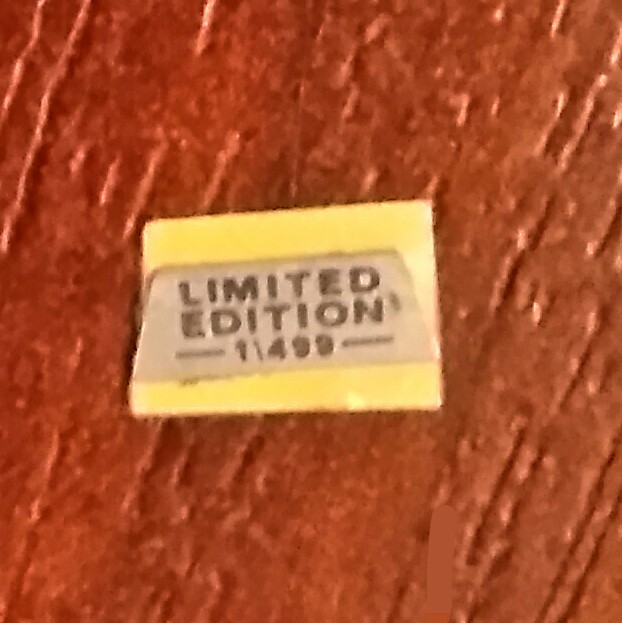 LIMITED
EDITION
— 1\499 —